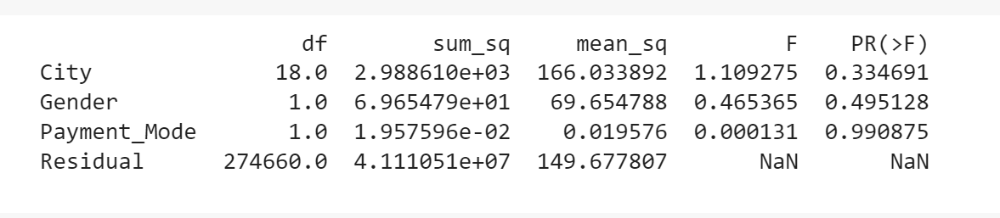 df sum_sq mean_sq F PR(>F)
City 18.0 2.988610e+03 166.033892 1.109275 0.334691
Gender 1.0 6.965479e+01 69.654788 0.465365 0.495128
Payment_Mode 1.0 1.957596e-02 0.019576 0.000131 0.990875
Residual 274660.0 4.111051e+07 149.677807 NaN NaN